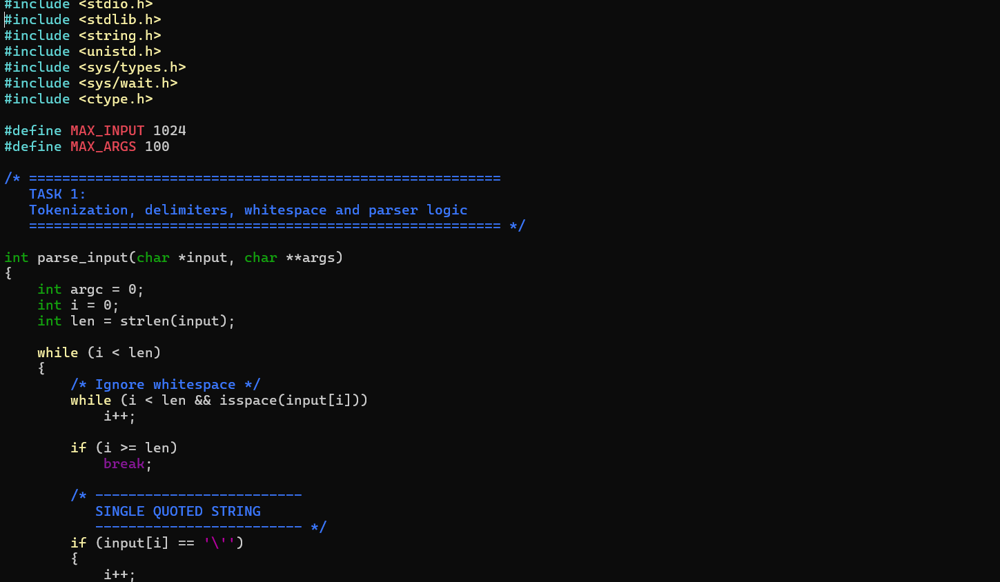 #include <stdio.h>
#include <stdlib.h>
#include <string.h>
#include <unistd.h>
#include <sys/types.h>
#include <sys/wait.h>
#include <ctype.h>

#define MAX_INPUT 1024
#define MAX_ARGS 100

/* =========================================================
   TASK 1:
   Tokenization, delimiters, whitespace and parser logic
   ========================================================= */

int parse_input(char *input, char **args)
{
    int argc = 0;
    int i = 0;
    int len = strlen(input);

    while (i < len)
    {
        /* Ignore whitespace */
        while (i < len && isspace(input[i]))
            i++;

        if (i >= len)
            break;

        /* -------------------------
           SINGLE QUOTED STRING
           ------------------------- */
        if (input[i] == '\'')
        {
            i++;